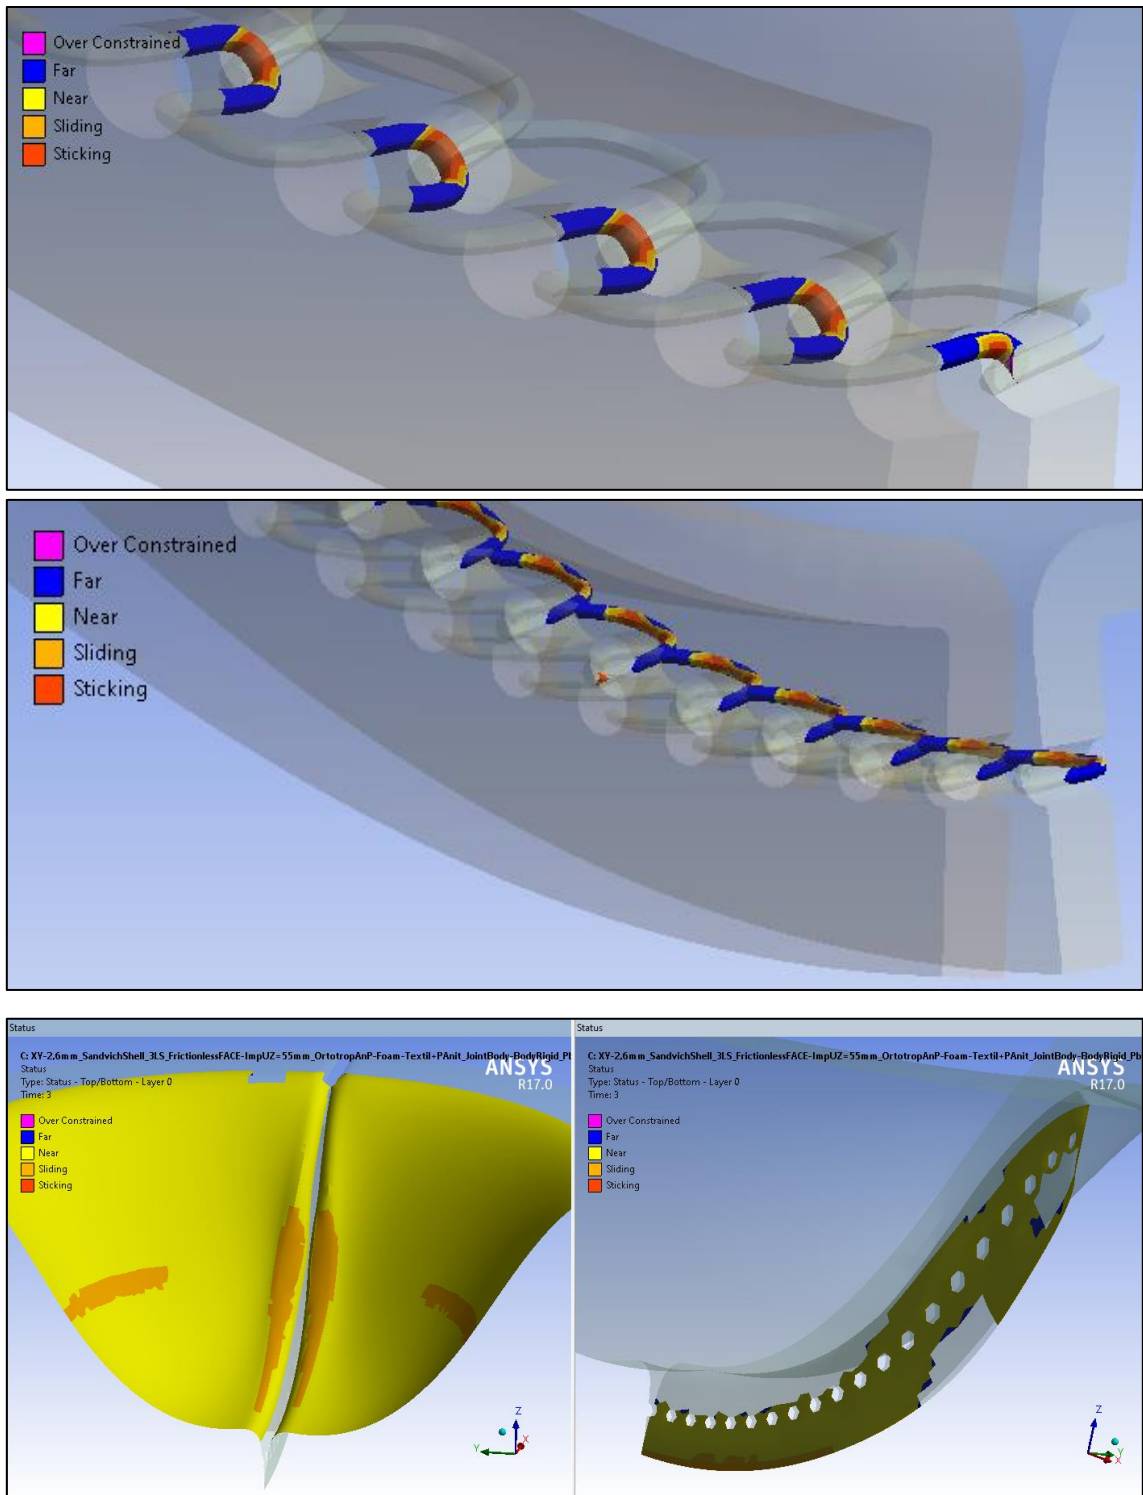 Over Constrained
Far
Near
Sliding
Sticking
Over Constrained
Far
Near
Sliding
Sticking
Status
C: XY-2,6mm_SandvichShell_3LS_FrictionlessFACE-ImpUZ=55mm_OrtotropAnP-Foam-Textil+PAnit_JointBody-BodyRigid_Pl
Status
Type: Status - Top/Bottom - Layer 0
Time: 3
ANSYS
R17.0
Over Constrained
Far
Near
Sliding
Sticking
Z
Y
X
Status
C: XY-2,6mm_SandvichShell_3LS_FrictionlessFACE-ImpUZ=55mm_OrtotropAnP-Foam-Textil+PAnit_JointBody-BodyRigid_Pb
Status
Type: Status - Top/Bottom - Layer 0
Time: 3
ANSYS
R17.0
Over Constrained
Far
Near
Sliding
Sticking
Z
Y
X